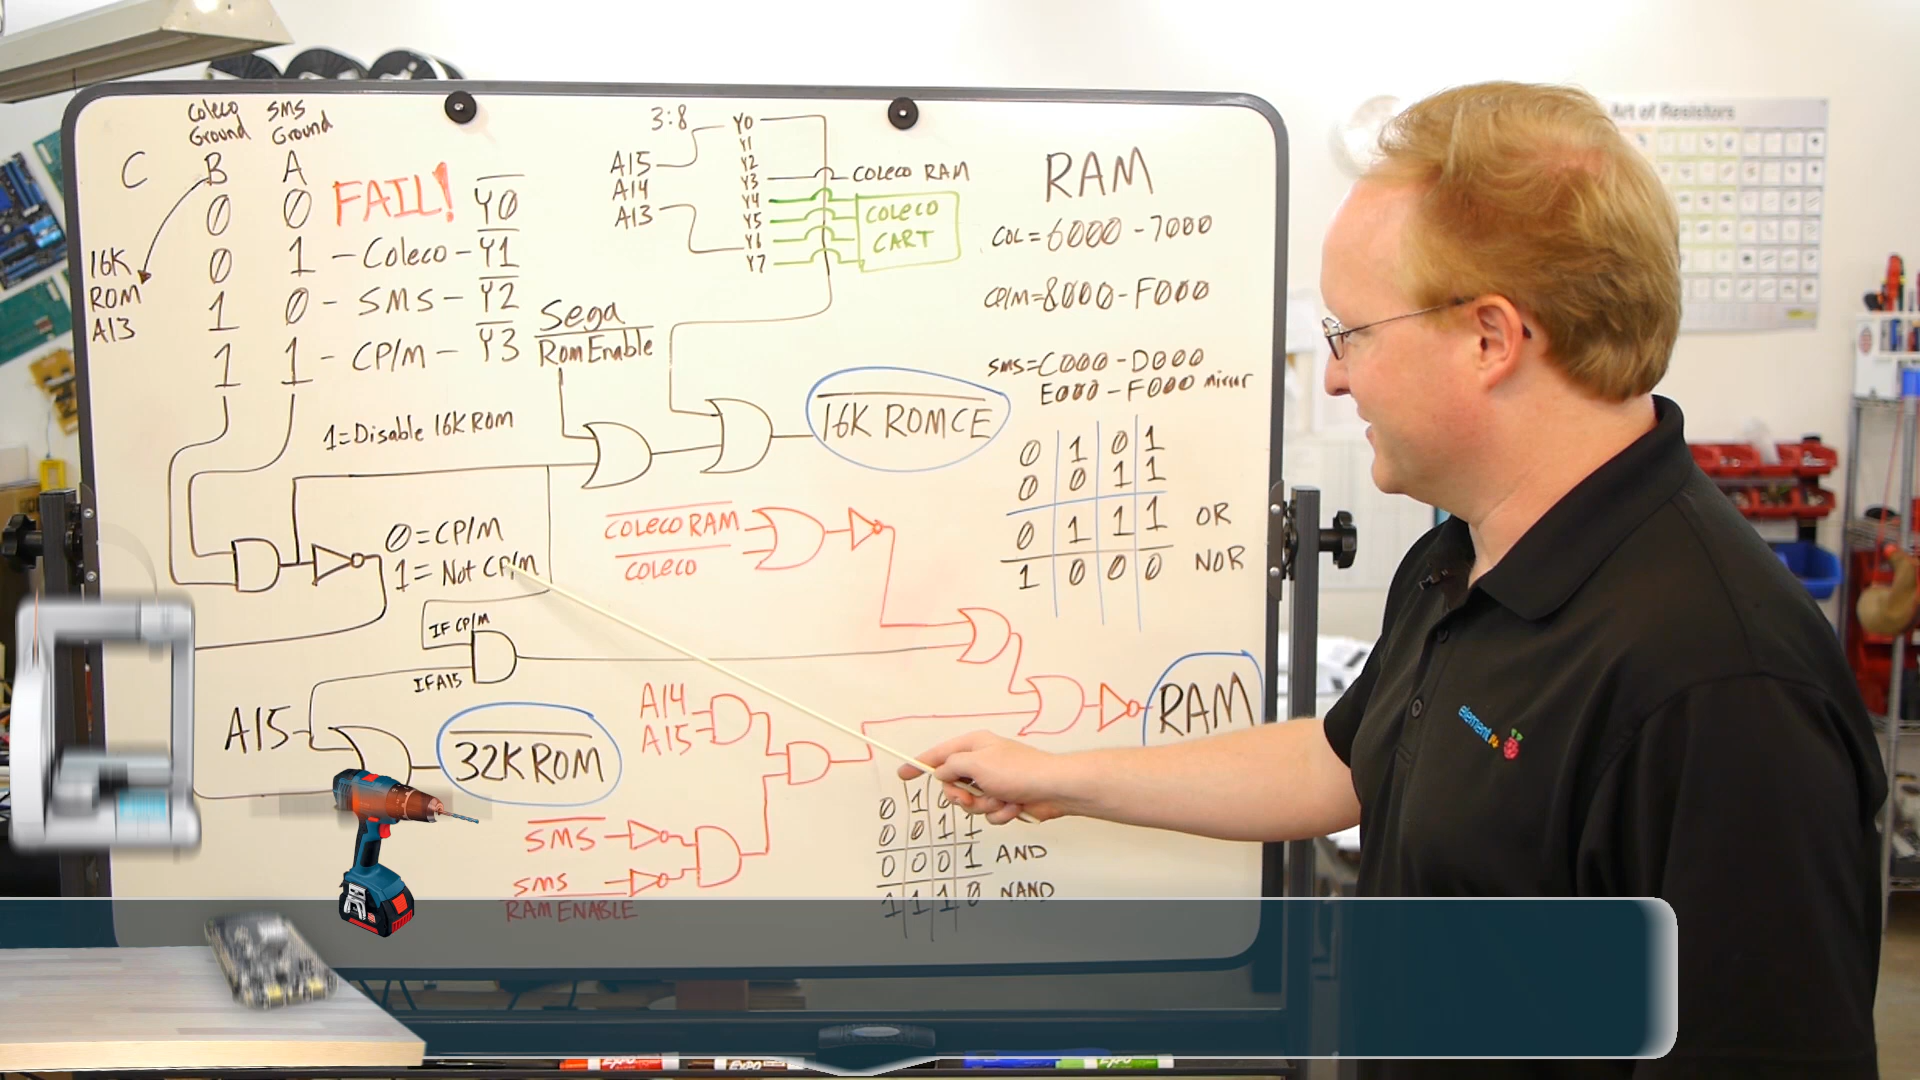 Coleco Ground
SMS Ground
C B A
0 0 FAIL! Y0
0 1 - Coleco - Y1
1 0 - SMS - Y2
1 1 - CP/M - Y3
16K
ROM
A13
1=Disable 16K ROM
Sega
Rom Enable
3:8
A15
A14
A13
Y0
Y1
Y2
Y3
Y4
Y5
Y6
Y7
COLECO RAM
COLECO
CART
16K ROMCE
RAM
COL=6000-7000
CP/M=8000-F000
SMS=C000-D000
E000-F000 mirror
0 1 0 1
0 0 1 1
0 1 1 1 OR
1 0 0 0 NOR
0=CP/M
1=Not CP/M
COLECO RAM
COLECO
IF CP/M
IF A15
A15
32K ROM
A14
A15
RAM
SMS
SMS
RAM ENABLE
0 1
0 0 1 1
0 0 0 1 AND
1 1 1 0 NAND
element14
Art of Resistors
EXPO
EXPO
EXPO